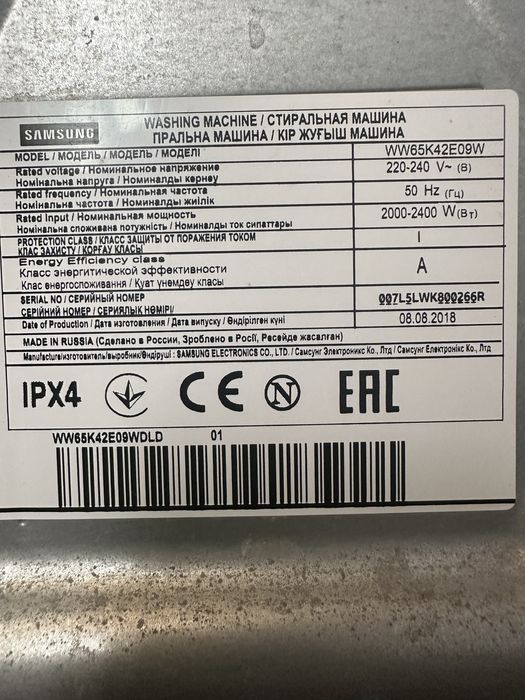 SAMSUNG
WASHING MACHINE / СТИРАЛЬНАЯ МАШИНА
ПРАЛЬНА МАШИНА / КІР ЖУҒЫШ МАШИНА
MODEL / МОДЕЛЬ / МОДЕЛЬ / МОДЕЛІ WW65K42E09W
Rated voltage / Номинальное напряжение
Номінальна напруга / Номиналды кернеу
220-240 V~ (В)
Rated frequency / Номинальная частота
Номінальна частота / Номиналды жиілік
50 Hz (Гц)
Rated Input / Номинальная мощность
Номінальна споживана потужність / Номиналды ток сипаттары
2000-2400 W(Вт)
PROTECTION CLASS / КЛАСС ЗАЩИТЫ ОТ ПОРАЖЕНИЯ ТОКОМ
КЛАС ЗАХИСТУ / ҚОРҒАУ КЛАСЫ
I
Energy Efficiency class
Класс энергетической эффективности
Клас енергоспоживання / Қуат үнемдеу класы
A
SERIAL NO / СЕРИЙНЫЙ НОМЕР
СЕРІЙНИЙ НОМЕР / СЕРИЯЛЫҚ НӨМІРІ
007L5LWK800266R
Date of Production / Дата изготовления / Дата випуску / Өндірілген күні 08.08.2018
MADE IN RUSSIA (Сделано в России, Зроблено в Росії, Ресейде жасалған)
Manufacturer/изготовитель/виробник/Өндіруші : SAMSUNG ELECTRONICS CO., LTD. / Самсунг Электроникс Ко., Лтд / Самсунг Електронікс Ко., Лтд
IPX4 CE N EAC
WW65K42E09WDLD 01